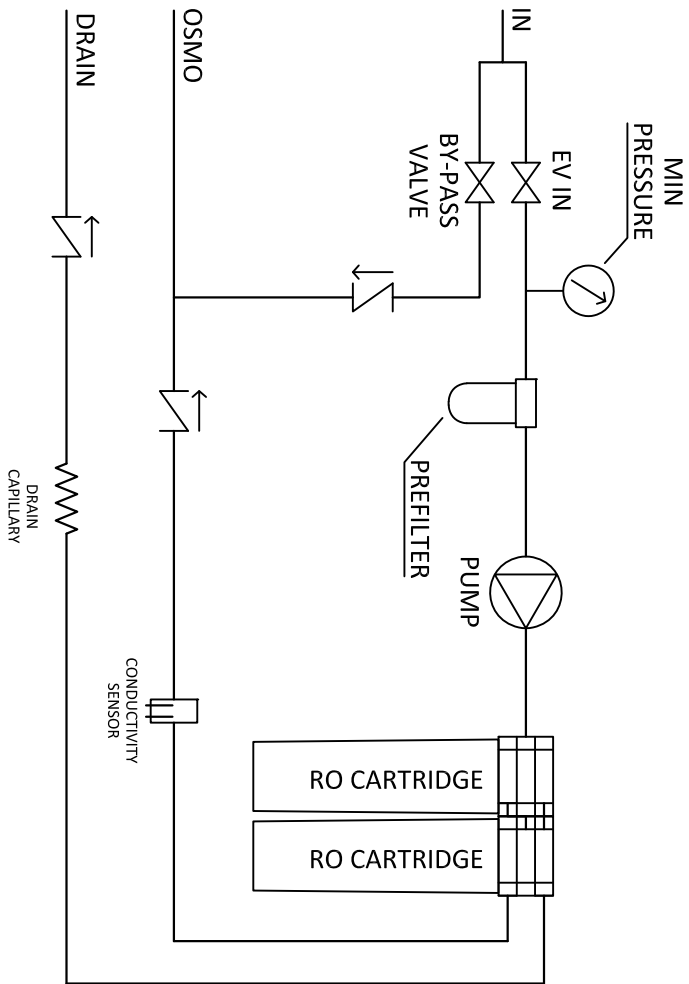 IN
EV IN
MIN
PRESSURE
BY-PASS
VALVE
OSMO
DRAIN
PREFILTER
PUMP
DRAIN
CAPILLARY
CONDUCTIVITY
SENSOR
RO CARTRIDGE
RO CARTRIDGE